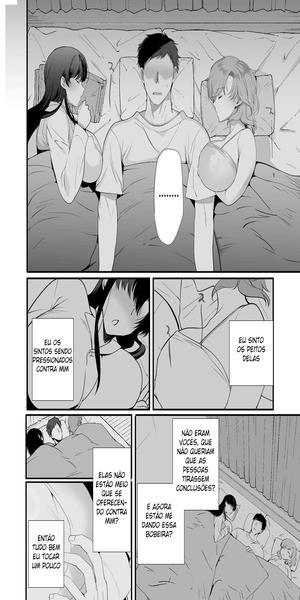 .........
EU SINTO
OS PEITOS
DELAS
EU OS
SINTOS SENDO
PRESSIONADOS
CONTRA MIM
NÃO ERAM
VOCÊS, QUE
NÃO QUERIAM
QUE AS
PESSOAS
TIRASSEM
CONCLUSÕES?
E AGORA
ESTÃO ME
DANDO ESSA
BOBEIRA?
ELAS NÃO
ESTÃO MEIO
QUE SE
OFERECEN-
DO CONTRA
MIM?
ENTÃO
TUDO BEM
EU TOCAR
UM POUCO